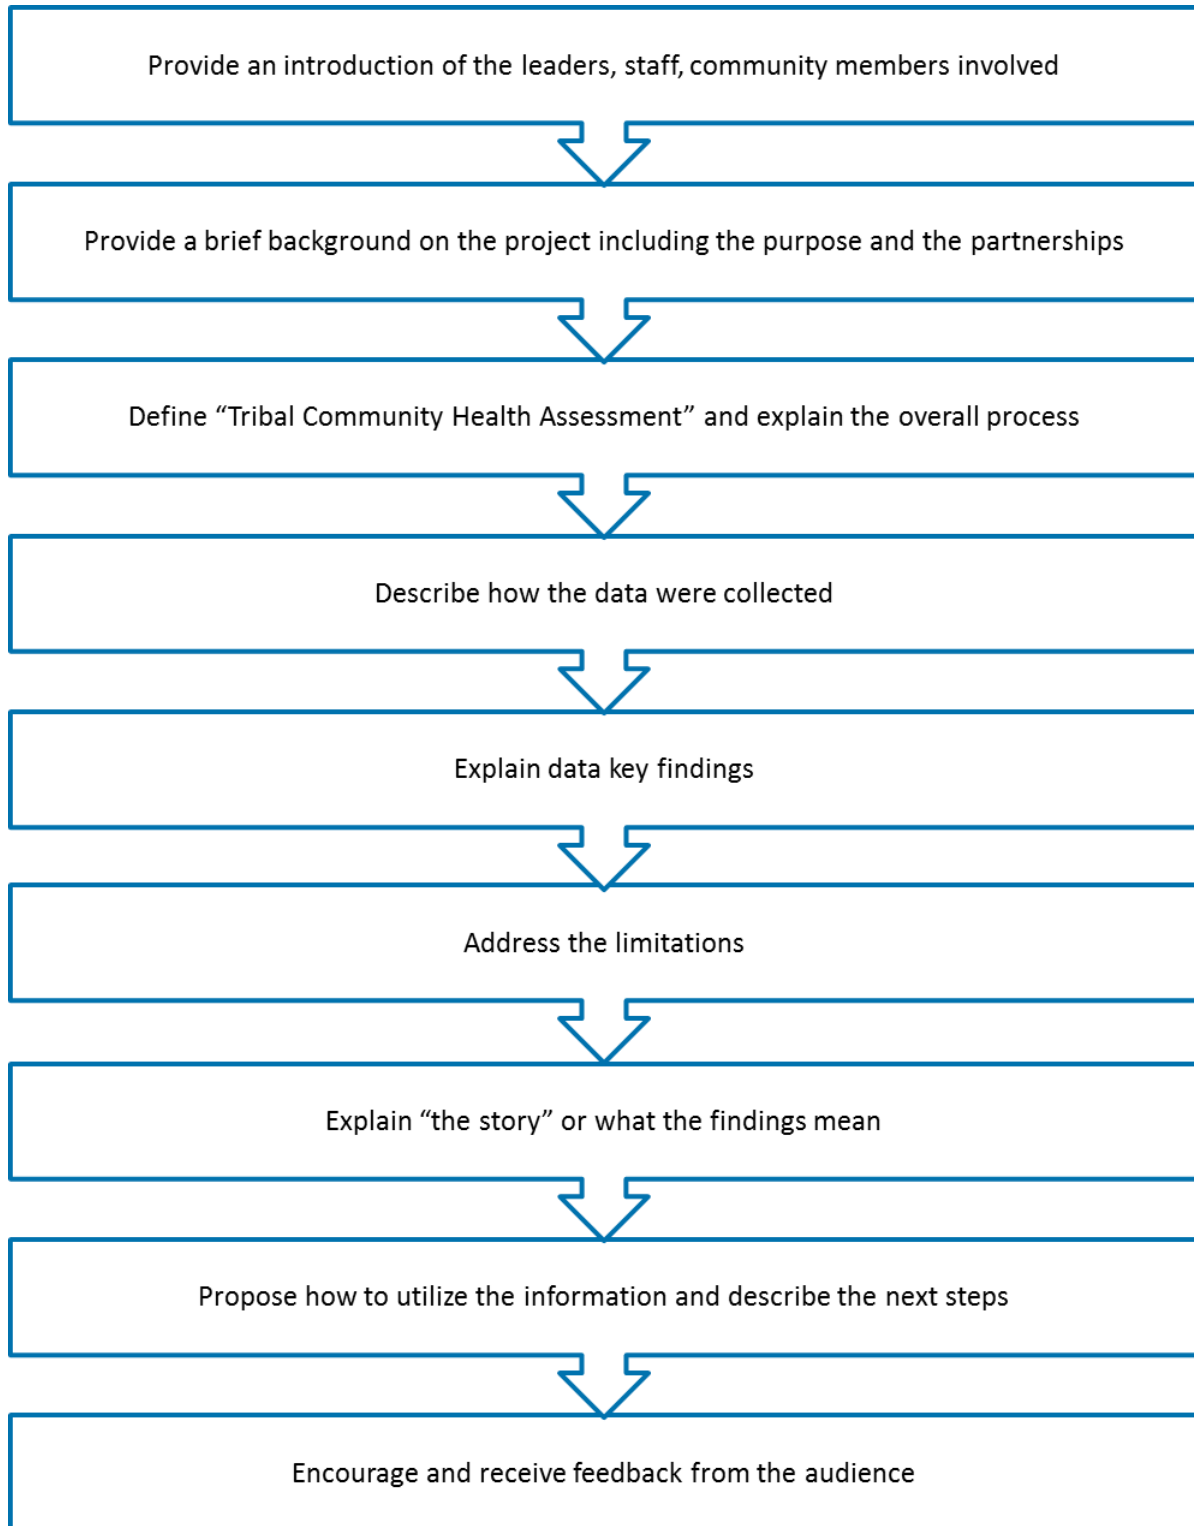 Provide an introduction of the leaders, staff, community members involved
Provide a brief background on the project including the purpose and the partnerships
Define “Tribal Community Health Assessment” and explain the overall process
Describe how the data were collected
Explain data key findings
Address the limitations
Explain “the story” or what the findings mean
Propose how to utilize the information and describe the next steps
Encourage and receive feedback from the audience